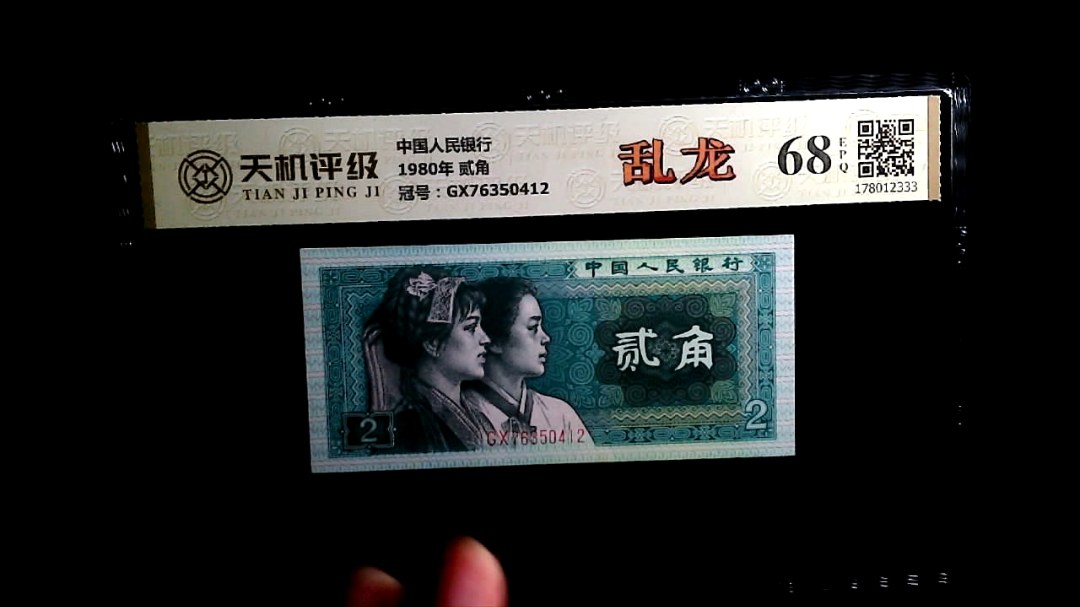 天机评级
TIAN JI PING JI
中国人民银行
1980年 贰角
冠号：GX76350412
乱龙
68
EPQ
178012333
中国人民银行
贰角
2
2
GX76350412